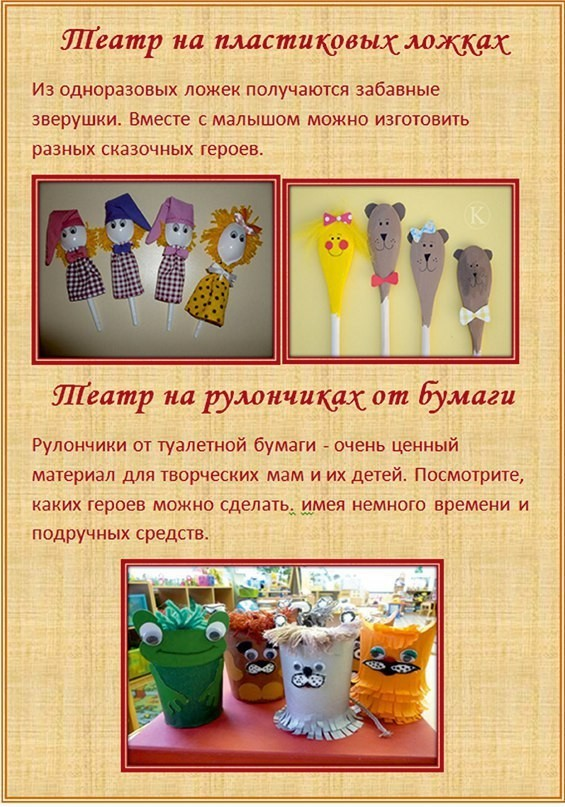 Театр на пластиковых ложках
Из одноразовых ложек получаются забавные
зверушки. Вместе с малышом можно изготовить
разных сказочных героев.
K
Театр на рулончиках от бумаги
Рулончики от туалетной бумаги - очень ценный
материал для творческих мам и их детей. Посмотрите,
каких героев можно сделать. имея немного времени и
подручных средств.